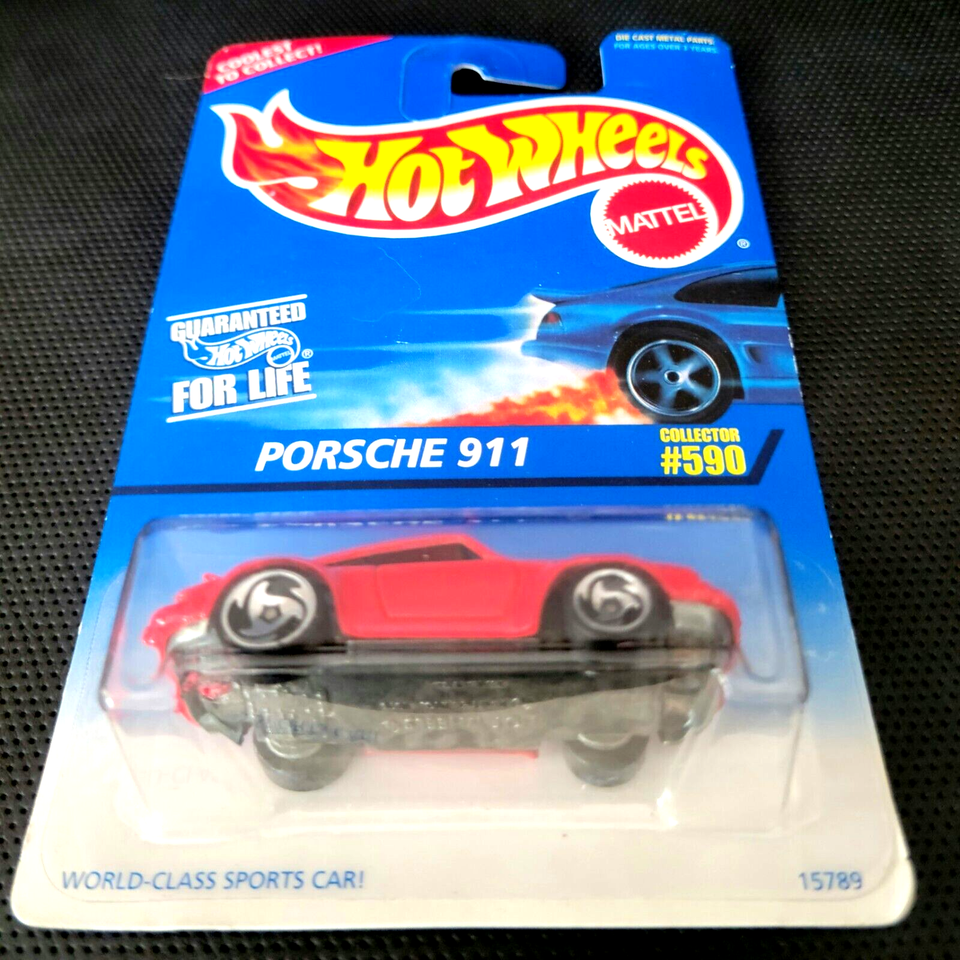 COOLEST
TO COLLECT!
DIE CAST METAL PARTS.
FOR AGES OVER 3 YEARS
HOT WHEELS
MATTEL
®
GUARANTEED
HOT WHEELS
MATTEL
®
FOR LIFE
PORSCHE 911
COLLECTOR
#590
WORLD-CLASS SPORTS CAR!
15789